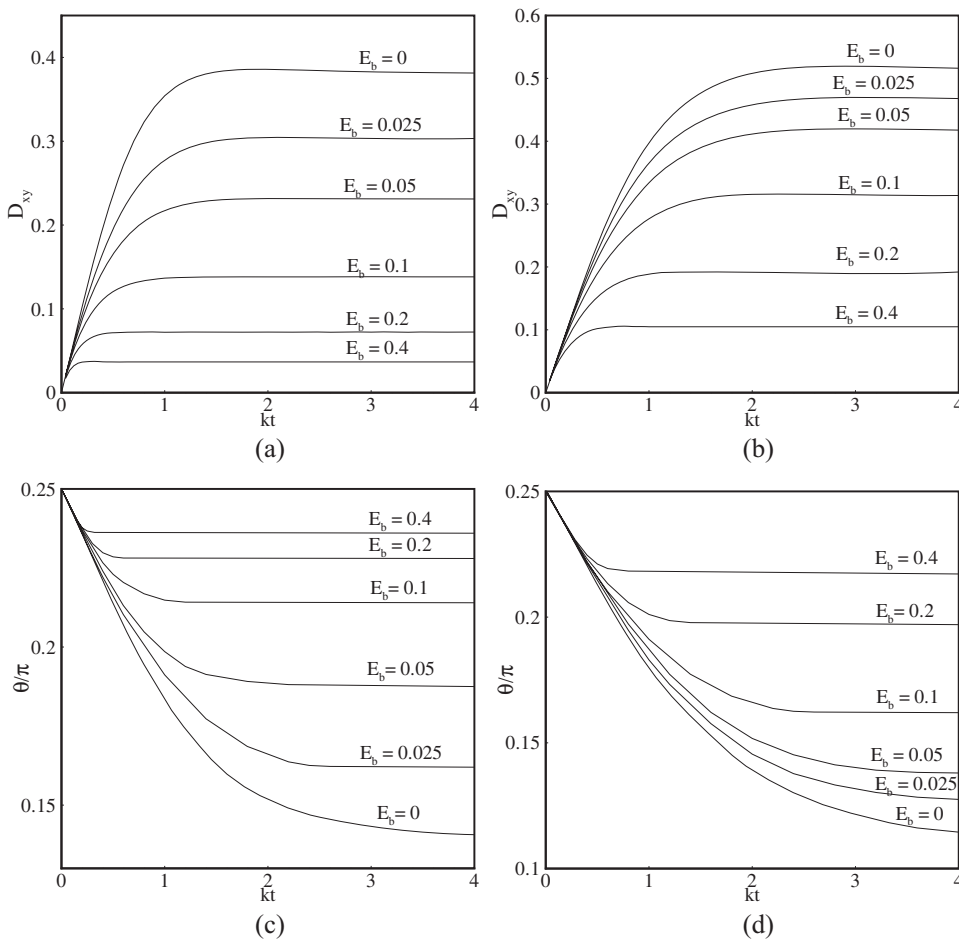 0.4
0.3
0.2
0.1
0
D_xy
E_b = 0
E_b = 0.025
E_b = 0.05
E_b = 0.1
E_b = 0.2
E_b = 0.4
0 1 2 3 4
kt
(a)
0.6
0.5
0.4
0.3
0.2
0.1
0
D_xy
E_b = 0
E_b = 0.025
E_b = 0.05
E_b = 0.1
E_b = 0.2
E_b = 0.4
0 1 2 3 4
kt
(b)
0.25
0.2
0.15
θ/π
E_b = 0.4
E_b = 0.2
E_b = 0.1
E_b = 0.05
E_b = 0.025
E_b = 0
0 1 2 3 4
kt
(c)
0.25
0.2
0.15
0.1
θ/π
E_b = 0.4
E_b = 0.2
E_b = 0.1
E_b = 0.05
E_b = 0.025
E_b = 0
0 1 2 3 4
kt
(d)